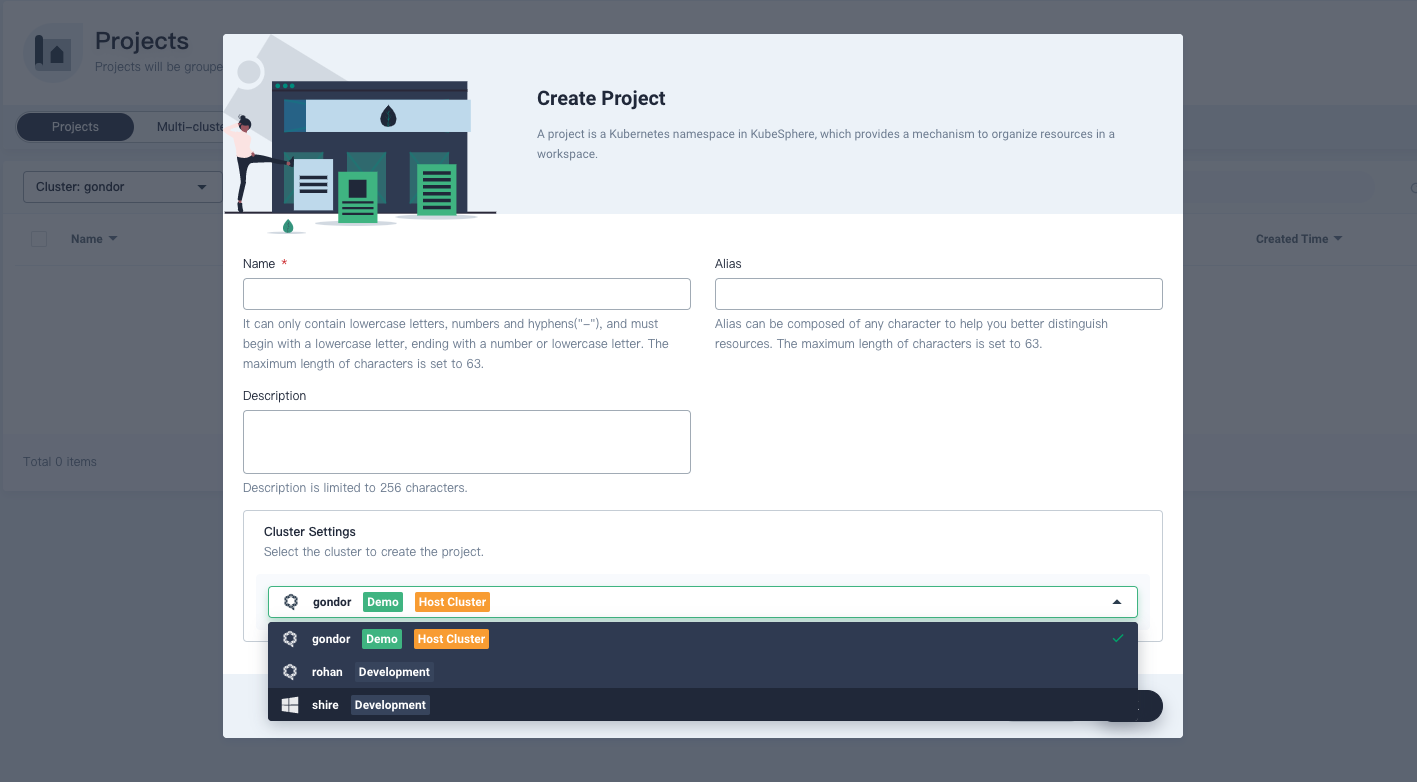 Projects
Projects will be groupe
Projects
Multi-cluste
Cluster: gondor
Name
Created Time
Total 0 items
Create Project
A project is a Kubernetes namespace in KubeSphere, which provides a mechanism to organize resources in a
workspace.
Name *
It can only contain lowercase letters, numbers and hyphens("-"), and must
begin with a lowercase letter, ending with a number or lowercase letter. The
maximum length of characters is set to 63.
Alias
Alias can be composed of any character to help you better distinguish
resources. The maximum length of characters is set to 63.
Description
Description is limited to 256 characters.
Cluster Settings
Select the cluster to create the project.
gondor Demo Host Cluster
gondor Demo Host Cluster
rohan Development
shire Development